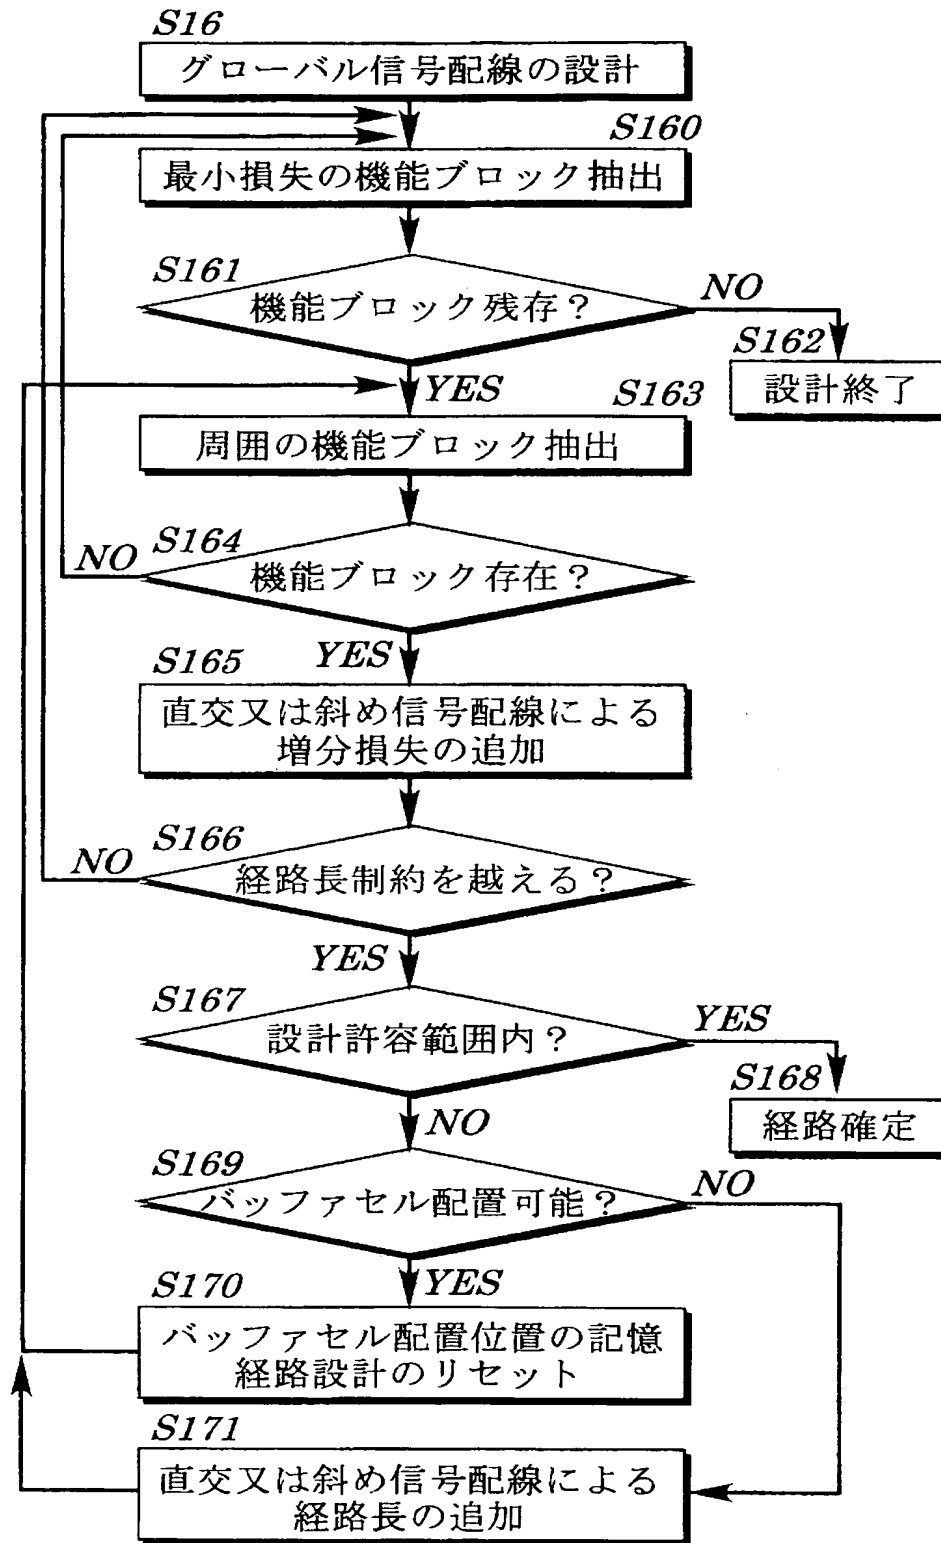 S16
グローバル信号配線の設計
S160
最小損失の機能ブロック抽出
S161
機能ブロック残存？
NO
S162
設計終了
YES
S163
周囲の機能ブロック抽出
S164
NO
機能ブロック存在？
YES
S165
直交又は斜め信号配線による
増分損失の追加
S166
NO
経路長制約を越える？
YES
S167
設計許容範囲内？
YES
S168
経路確定
NO
S169
バッファセル配置可能？
NO
YES
S170
バッファセル配置位置の記憶
経路設計のリセット
S171
直交又は斜め信号配線による
経路長の追加